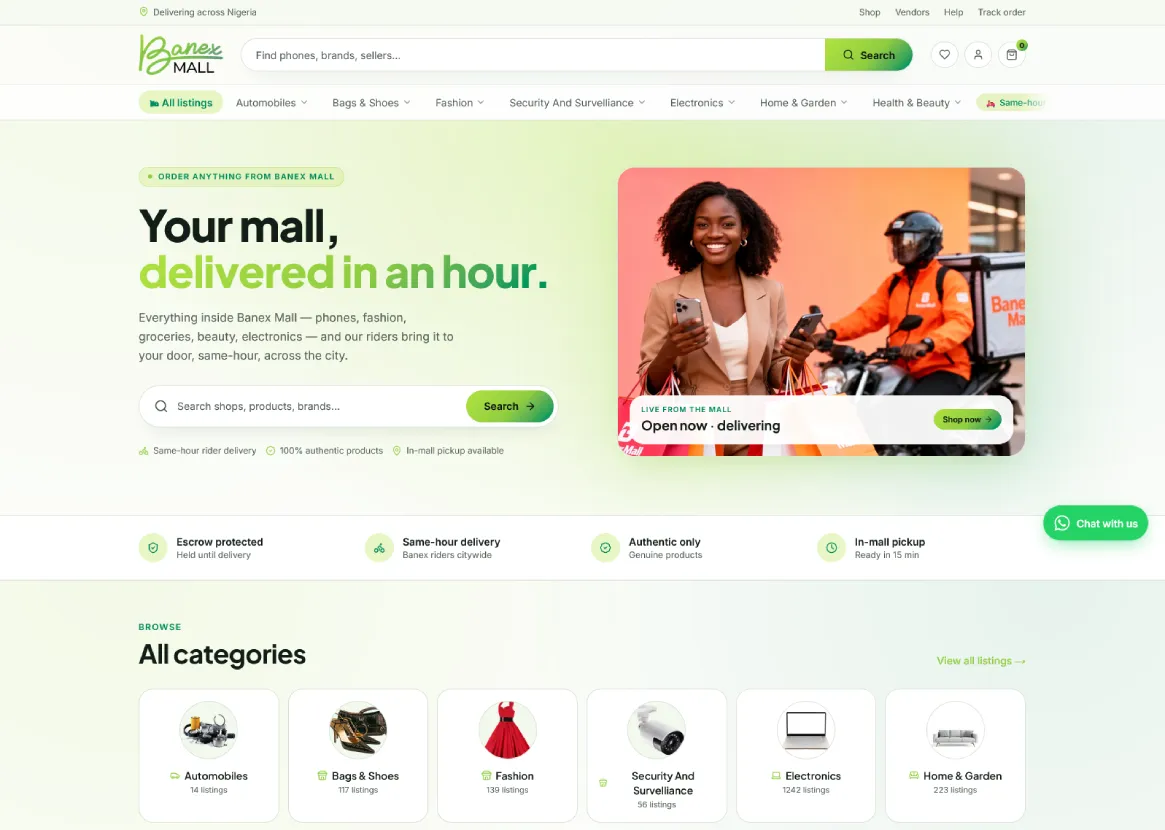 Delivering across Nigeria
Shop Vendors Help Track order
Banex
MALL
Find phones, brands, sellers...
Search
0
All listings Automobiles Bags & Shoes Fashion Security And Survelliance Electronics Home & Garden Health & Beauty Same-hour
ORDER ANYTHING FROM BANEX MALL
Your mall,
delivered in an hour.
Everything inside Banex Mall — phones, fashion,
groceries, beauty, electronics — and our riders bring it to
your door, same-hour, across the city.
Search shops, products, brands...
Search →
Same-hour rider delivery 100% authentic products In-mall pickup available
Bane
Ma
LIVE FROM THE MALL
Open now · delivering
Shop now →
Mall
Escrow protected
Held until delivery
Same-hour delivery
Banex riders citywide
Authentic only
Genuine products
In-mall pickup
Ready in 15 min
Chat with us
BROWSE
All categories
View all listings →
Automobiles
14 listings
Bags & Shoes
117 listings
Fashion
139 listings
Security And
Survelliance
56 listings
Electronics
1242 listings
Home & Garden
223 listings